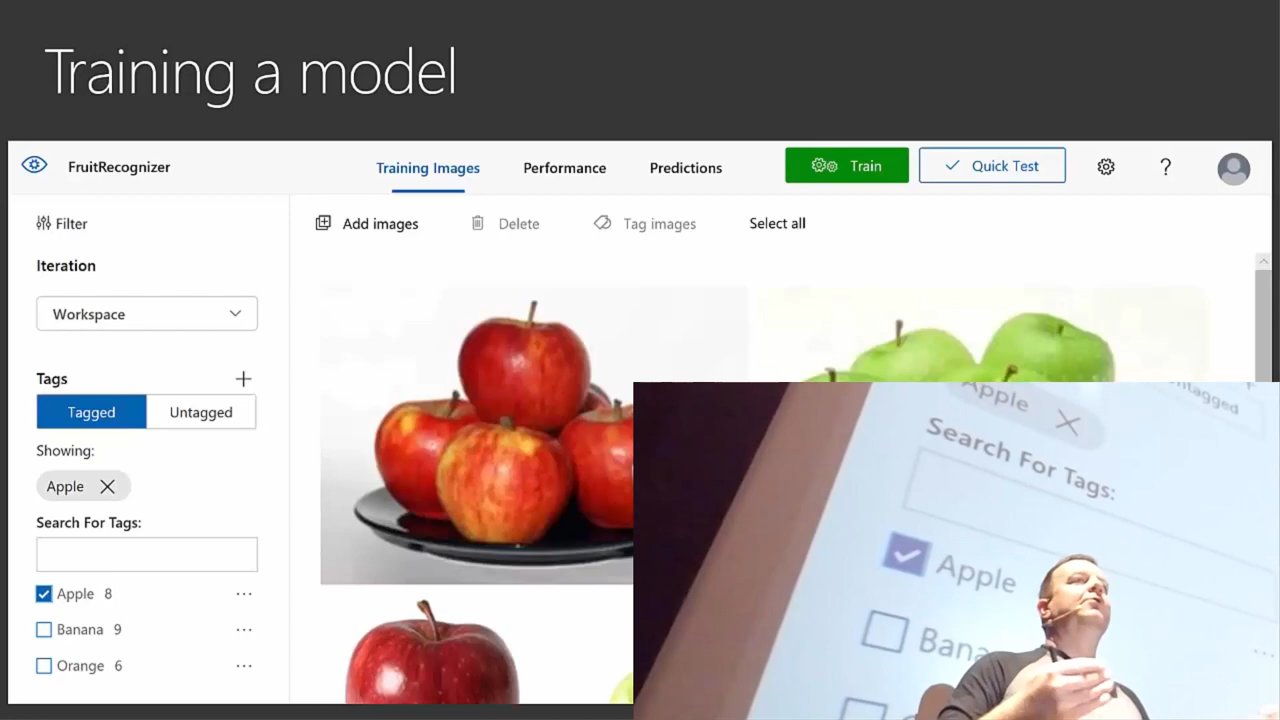 Training a model
FruitRecognizer
Training Images
Performance
Predictions
Train
Quick Test
?
Filter
Add images
Delete
Tag images
Select all
Iteration
Workspace
Tags
Tagged
Untagged
Showing:
Apple
Search For Tags:
Apple 8
Banana 9
Orange 6
Apple
Search For Tags:
Apple